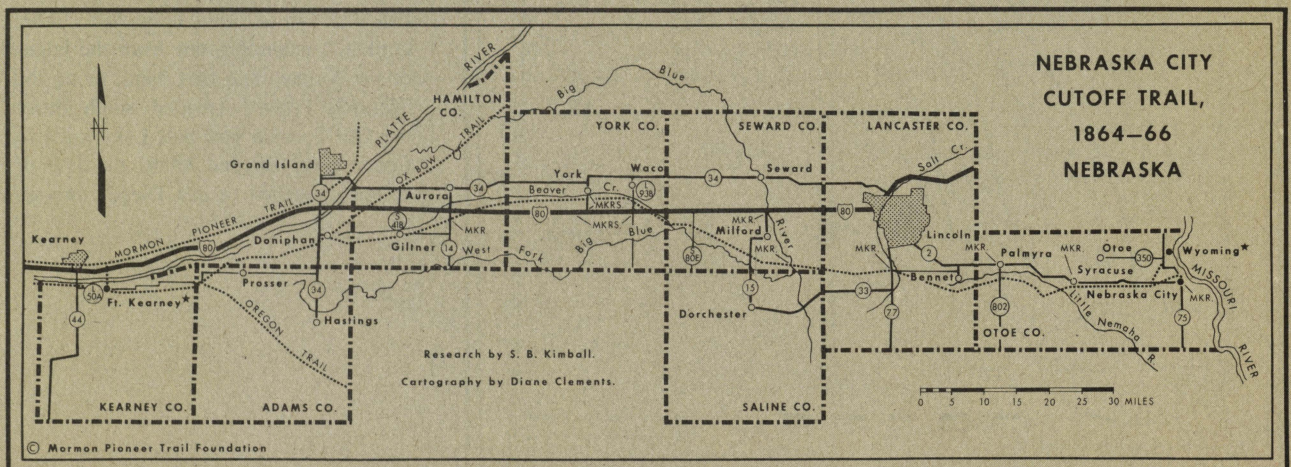 NEBRASKA CITY
CUTOFF TRAIL,
1864–66
NEBRASKA
N
PLATTE RIVER
HAMILTON
CO.
Big Blue River
YORK CO.
SEWARD CO.
LANCASTER CO.
Salt Cr.
Grand Island
OX BOW TRAIL
34
Aurora
34
York
Waco
L
93B
34
Seward
Beaver Cr.
MKRS.
MORMON PIONEER TRAIL
80
Kearney
Doniphan
S
41B
Giltner
MKR.
14
80
MKRS.
West Fork Big Blue
80E
MKR.
Milford
MKR.
80
Lincoln
MKR.
2
Bennet
MKR.
Palmyra
MKR.
Otoe
350
Wyoming★
Syracuse
Nebraska City
MKR.
MISSOURI RIVER
L
50A
Ft. Kearney★
Prosser
44
34
Hastings
OREGON TRAIL
15
Dorchester
33
77
802
OTOE CO.
Little Nemaha R.
75
Research by S. B. Kimball.
Cartography by Diane Clements.
KEARNEY CO.
ADAMS CO.
SALINE CO.
0 5 10 15 20 25 30 MILES
© Mormon Pioneer Trail Foundation